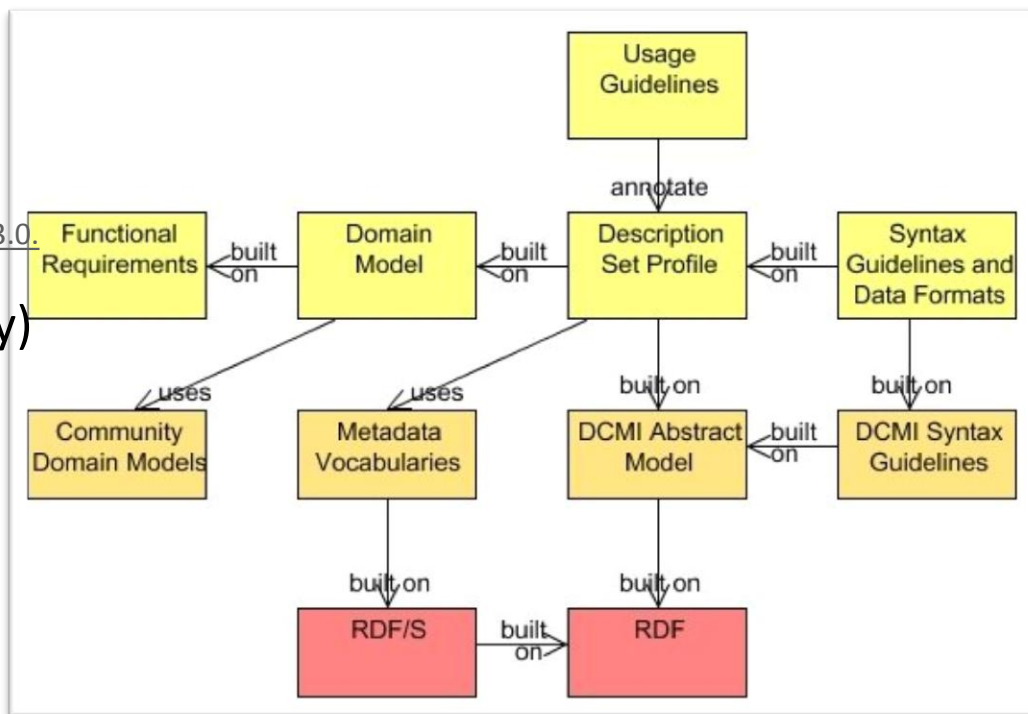 Usage
Guidelines
annotate
3.0.
Functional
Requirements
built
on
Domain
Model
built
on
Description
Set Profile
built
on
Syntax
Guidelines and
Data Formats
y)
uses
uses
built on
built on
Community
Domain Models
Metadata
Vocabularies
DCMI Abstract
Model
built
on
DCMI Syntax
Guidelines
built on
built on
RDF/S
built
on
RDF